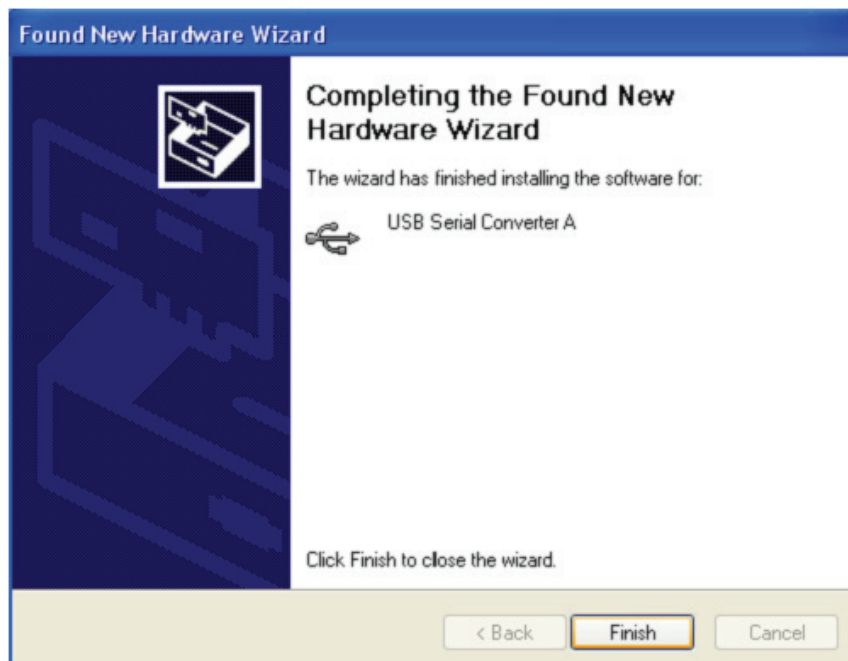 Found New Hardware Wizard
Completing the Found New
Hardware Wizard
The wizard has finished installing the software for:
USB Serial Converter A
Click Finish to close the wizard.
< Back Finish Cancel